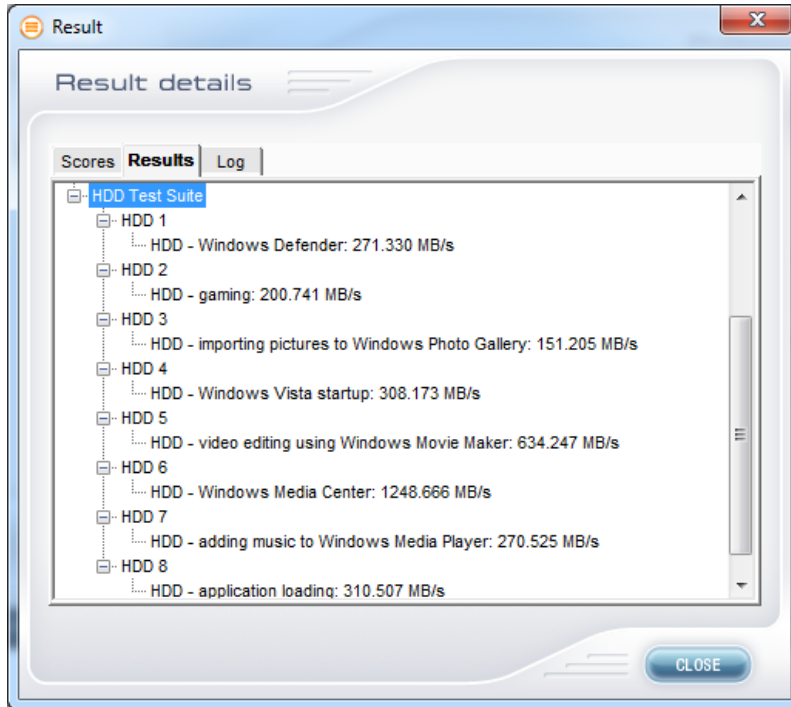 Result
Result details
Scores Results Log
HDD Test Suite
HDD 1
HDD - Windows Defender: 271.330 MB/s
HDD 2
HDD - gaming: 200.741 MB/s
HDD 3
HDD - importing pictures to Windows Photo Gallery: 151.205 MB/s
HDD 4
HDD - Windows Vista startup: 308.173 MB/s
HDD 5
HDD - video editing using Windows Movie Maker: 634.247 MB/s
HDD 6
HDD - Windows Media Center: 1248.666 MB/s
HDD 7
HDD - adding music to Windows Media Player: 270.525 MB/s
HDD 8
HDD - application loading: 310.507 MB/s
CLOSE